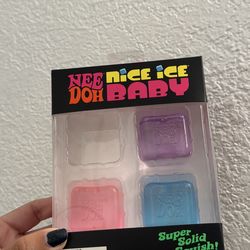 NEE DOH
NICE ICE BABY
Super
Solid
Squish!